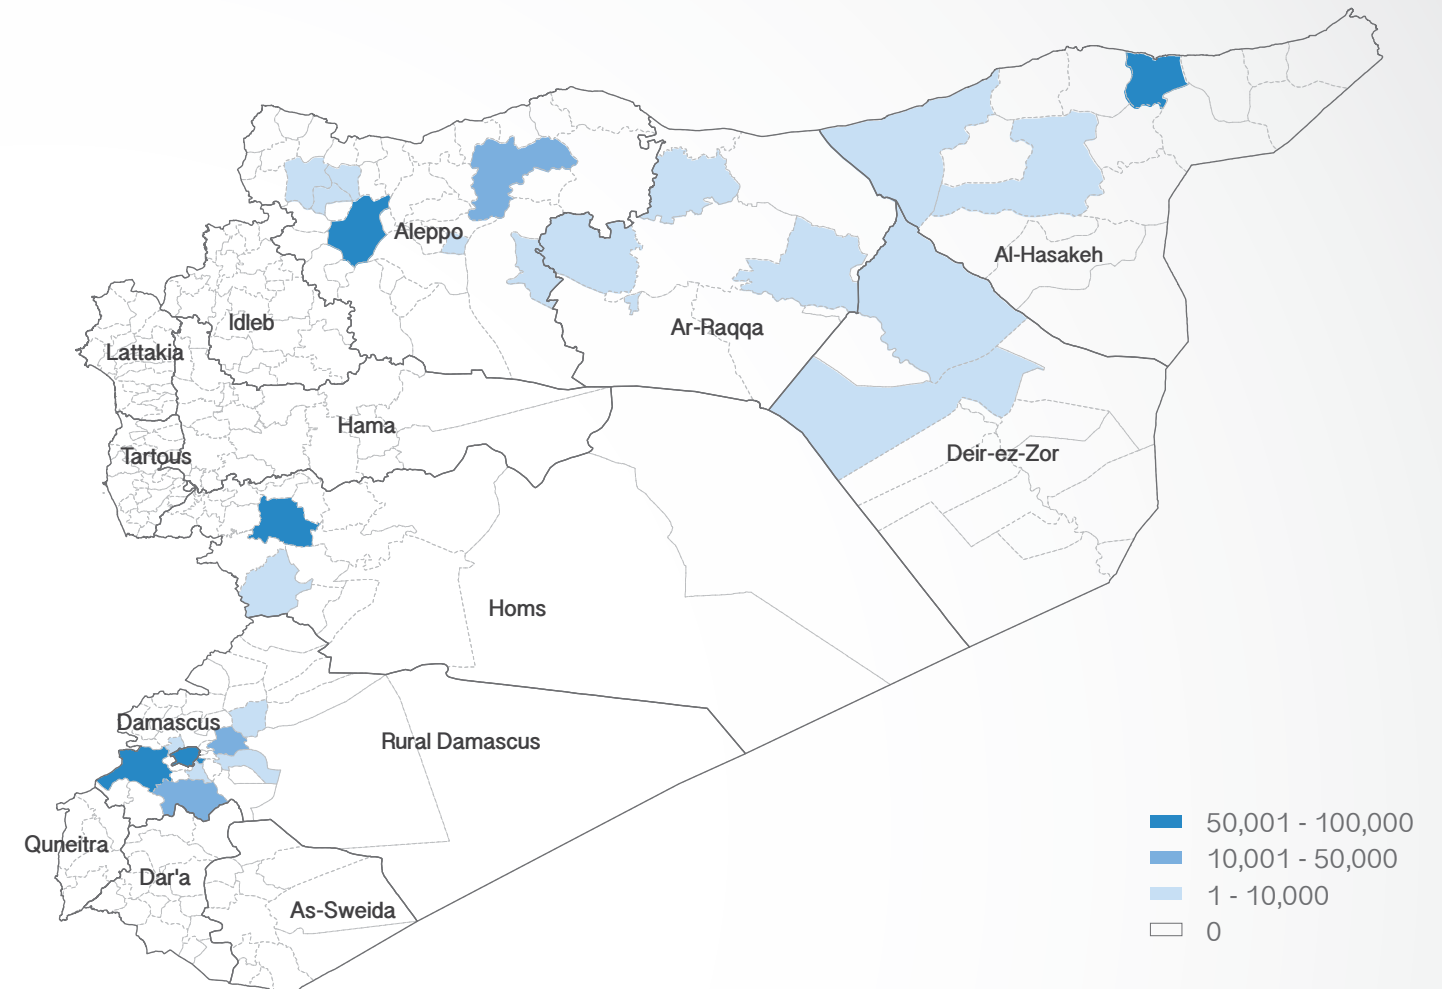 Aleppo
Al-Hasakeh
Idleb
Ar-Raqqa
Lattakia
Hama
Tartous
Deir-ez-Zor
Homs
Damascus
Rural Damascus
Quneitra
Dar'a
As-Sweida
50,001 - 100,000
10,001 - 50,000
1 - 10,000
0